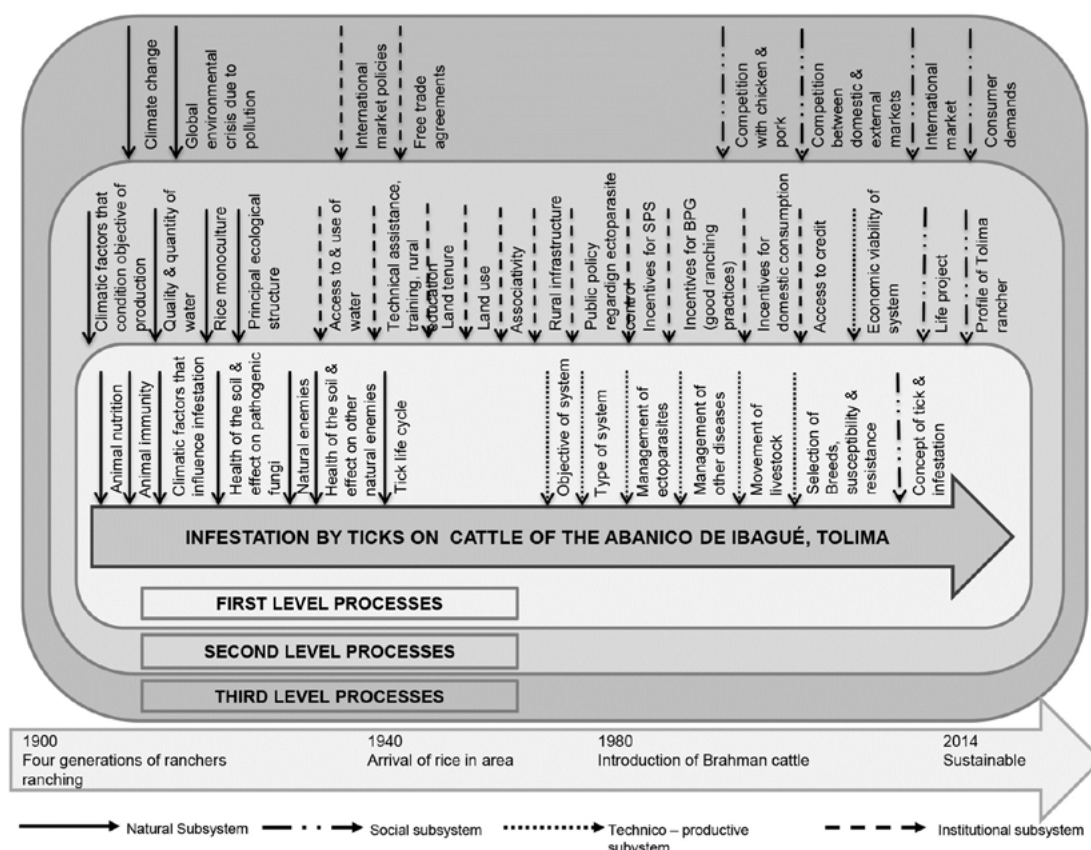 Climate change
Global
environmental
crisis due to
pollution
International
market policies
Free trade
agreements
Competition
with chicken &
pork
Competition
between
domestic &
external
markets
International
market
Consumer
demands
Climatic factors that
condition objective of
production
Quality & quantity of
water
Rice monoculture
Principal ecological
structure
Access to & use of
water
Technical assistance,
training, rural
education
Land tenure
Land use
Associativity
Rural infrastructure
Public policy
regardign ectoparasite
control
Incentives for SPS
Incentives for BPG
(good ranching
practices)
Incentives for
domestic consumption
Access to credit
Economic viability of
system
Life project
Profile of Tolima
rancher
Animal nutrition
Animal immunity
Climatic factors that
influence infestation
Health of the soil &
effect on pathogenic
fungi
Natural enemies
Health of the soil &
effect on other
natural enemies
Tick life cycle
Objective of system
Type of system
Management of
ectoparasites
Management of
other diseases
Movement of
livestock
Selection of
Breeds,
susceptibility &
resistance
Concept of tick &
infestation
INFESTATION BY TICKS ON CATTLE OF THE ABANICO DE IBAGUÉ, TOLIMA
FIRST LEVEL PROCESSES
SECOND LEVEL PROCESSES
THIRD LEVEL PROCESSES
1900
Four generations of ranchers
ranching
1940
Arrival of rice in area
1980
Introduction of Brahman cattle
2014
Sustainable
Natural Subsystem
Social subsystem
Technico – productive
subsystem
Institutional subsystem